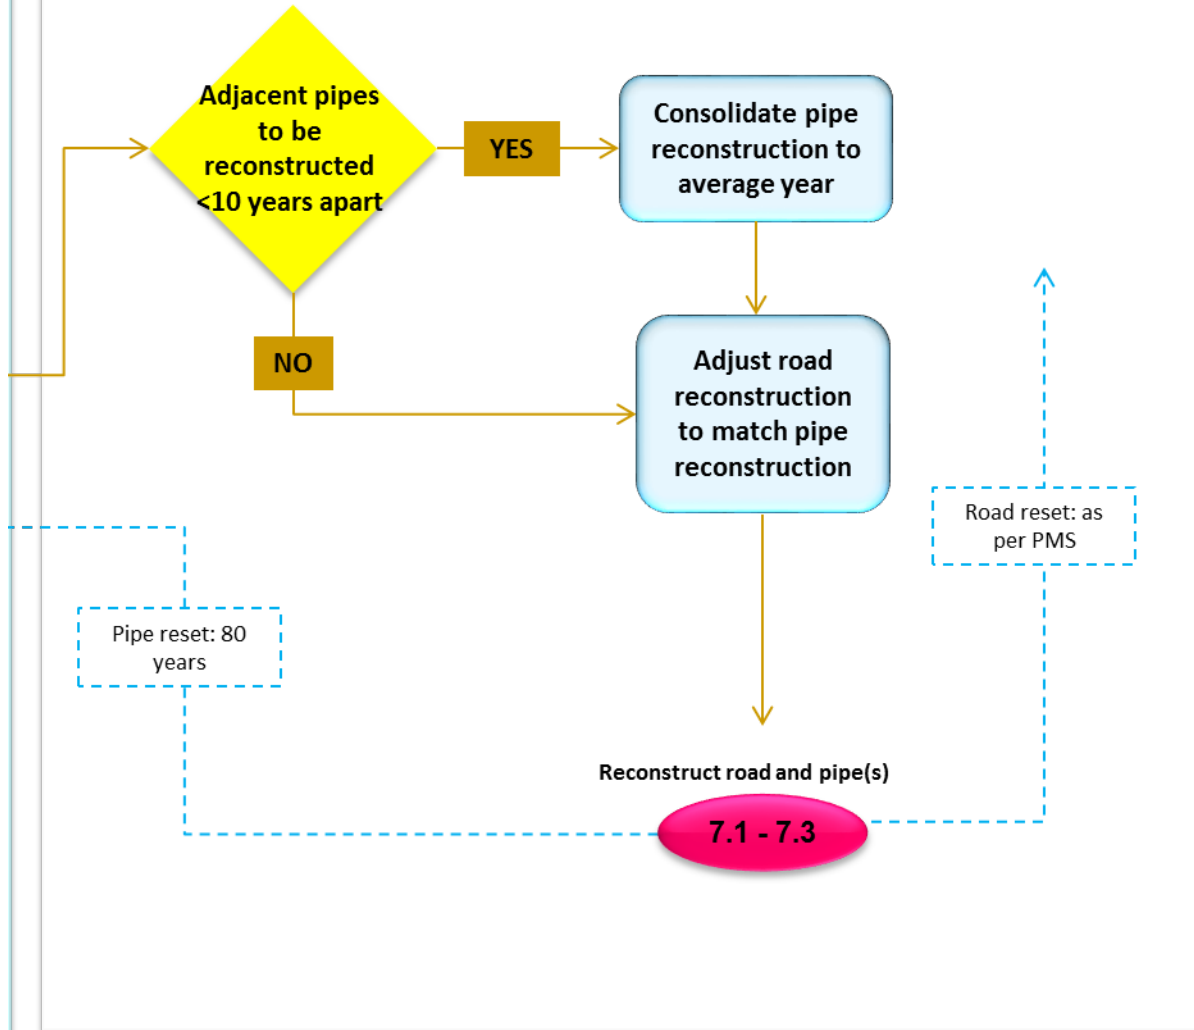 Adjacent pipes
to be
reconstructed
<10 years apart
YES
Consolidate pipe
reconstruction to
average year
NO
Adjust road
reconstruction
to match pipe
reconstruction
Road reset: as
per PMS
Pipe reset: 80
years
Reconstruct road and pipe(s)
7.1 - 7.3